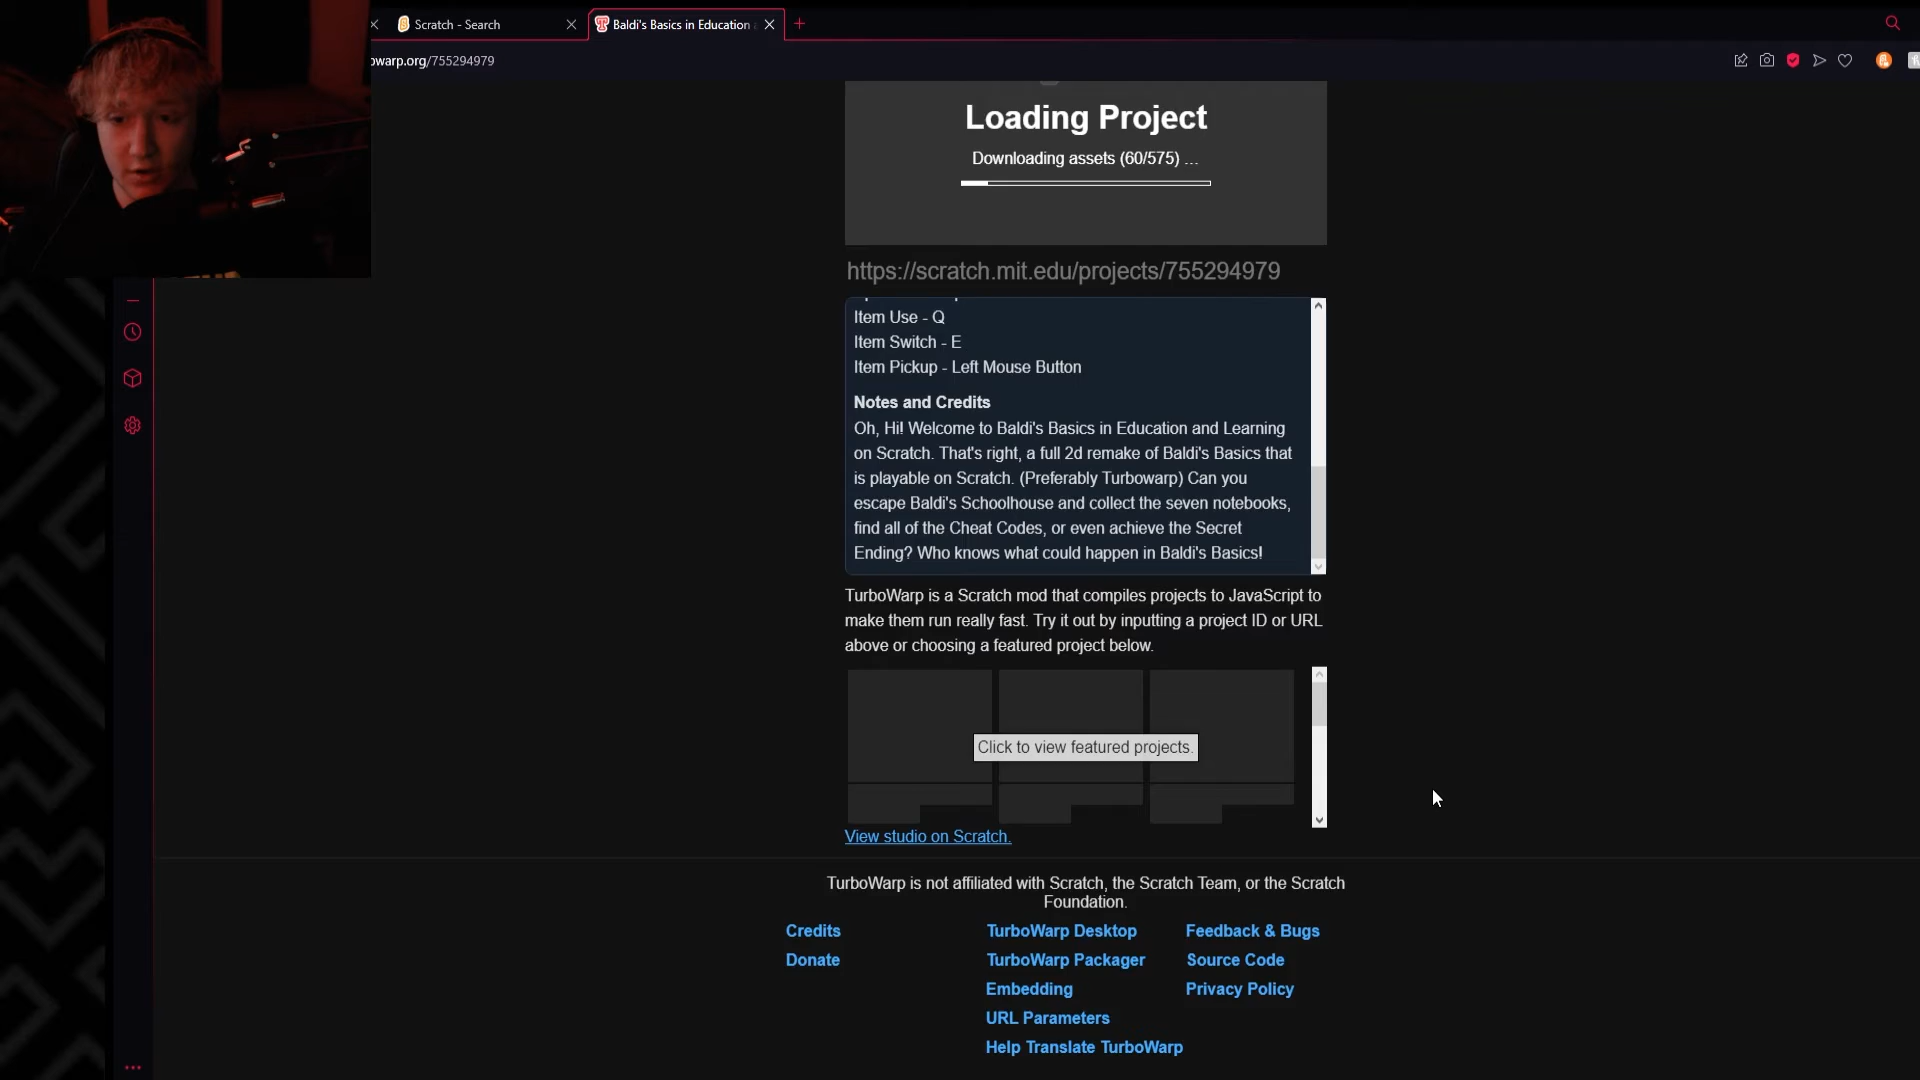 Scratch - Search
Baldi's Basics in Education
owarp.org/755294979
Loading Project
Downloading assets (60/575) ...
https://scratch.mit.edu/projects/755294979
Item Use - Q
Item Switch - E
Item Pickup - Left Mouse Button
Notes and Credits
Oh, Hi! Welcome to Baldi's Basics in Education and Learning
on Scratch. That's right, a full 2d remake of Baldi's Basics that
is playable on Scratch. (Preferably Turbowarp) Can you
escape Baldi's Schoolhouse and collect the seven notebooks,
find all of the Cheat Codes, or even achieve the Secret
Ending? Who knows what could happen in Baldi's Basics!
TurboWarp is a Scratch mod that compiles projects to JavaScript to
make them run really fast. Try it out by inputting a project ID or URL
above or choosing a featured project below.
Click to view featured projects.
View studio on Scratch.
TurboWarp is not affiliated with Scratch, the Scratch Team, or the Scratch
Foundation.
Credits
Donate
TurboWarp Desktop
TurboWarp Packager
Embedding
URL Parameters
Help Translate TurboWarp
Feedback & Bugs
Source Code
Privacy Policy